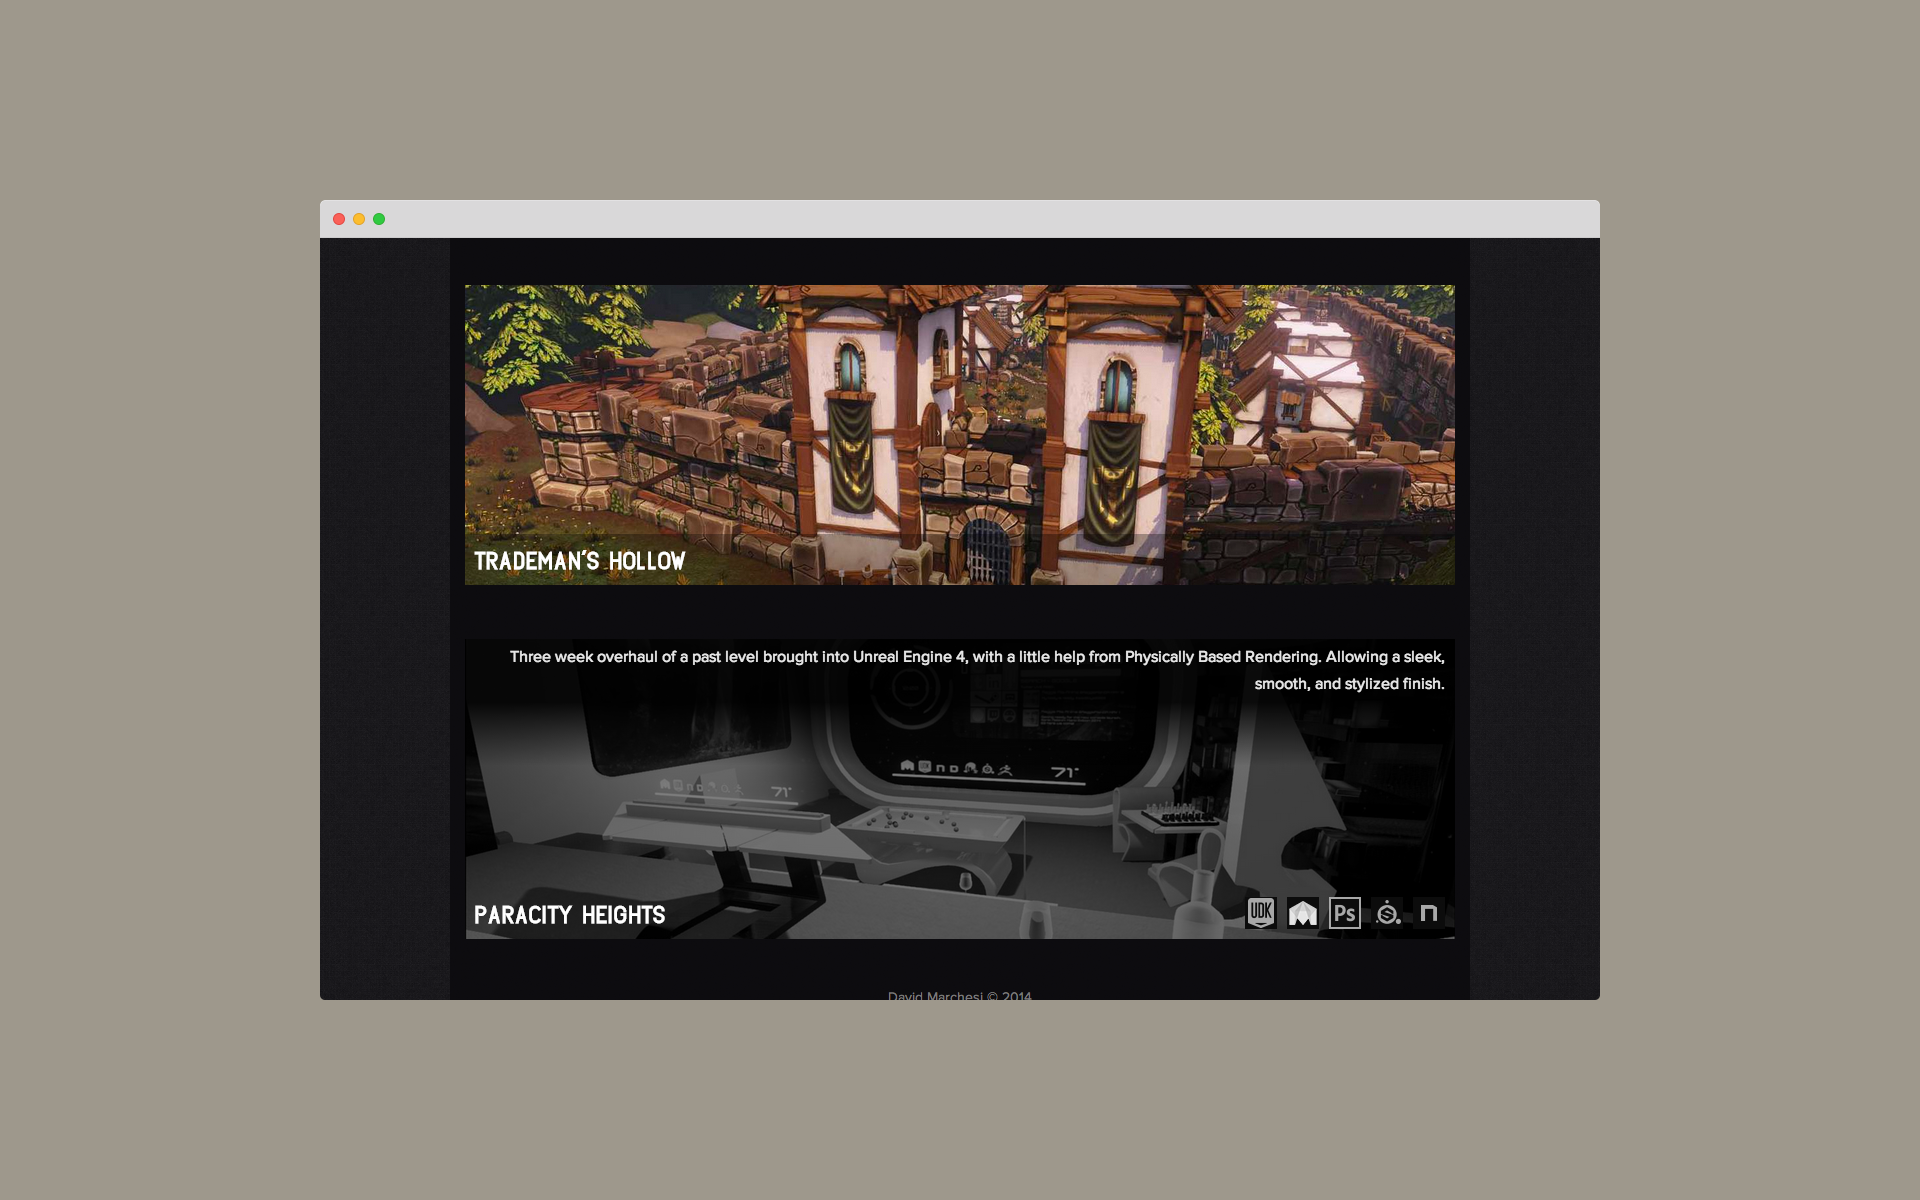 TRADEMAN'S HOLLOW
Three week overhaul of a past level brought into Unreal Engine 4, with a little help from Physically Based Rendering. Allowing a sleek,
smooth, and stylized finish.
71°
71°
PARACITY HEIGHTS
UDK
Ps
n
David Marchesi © 2014